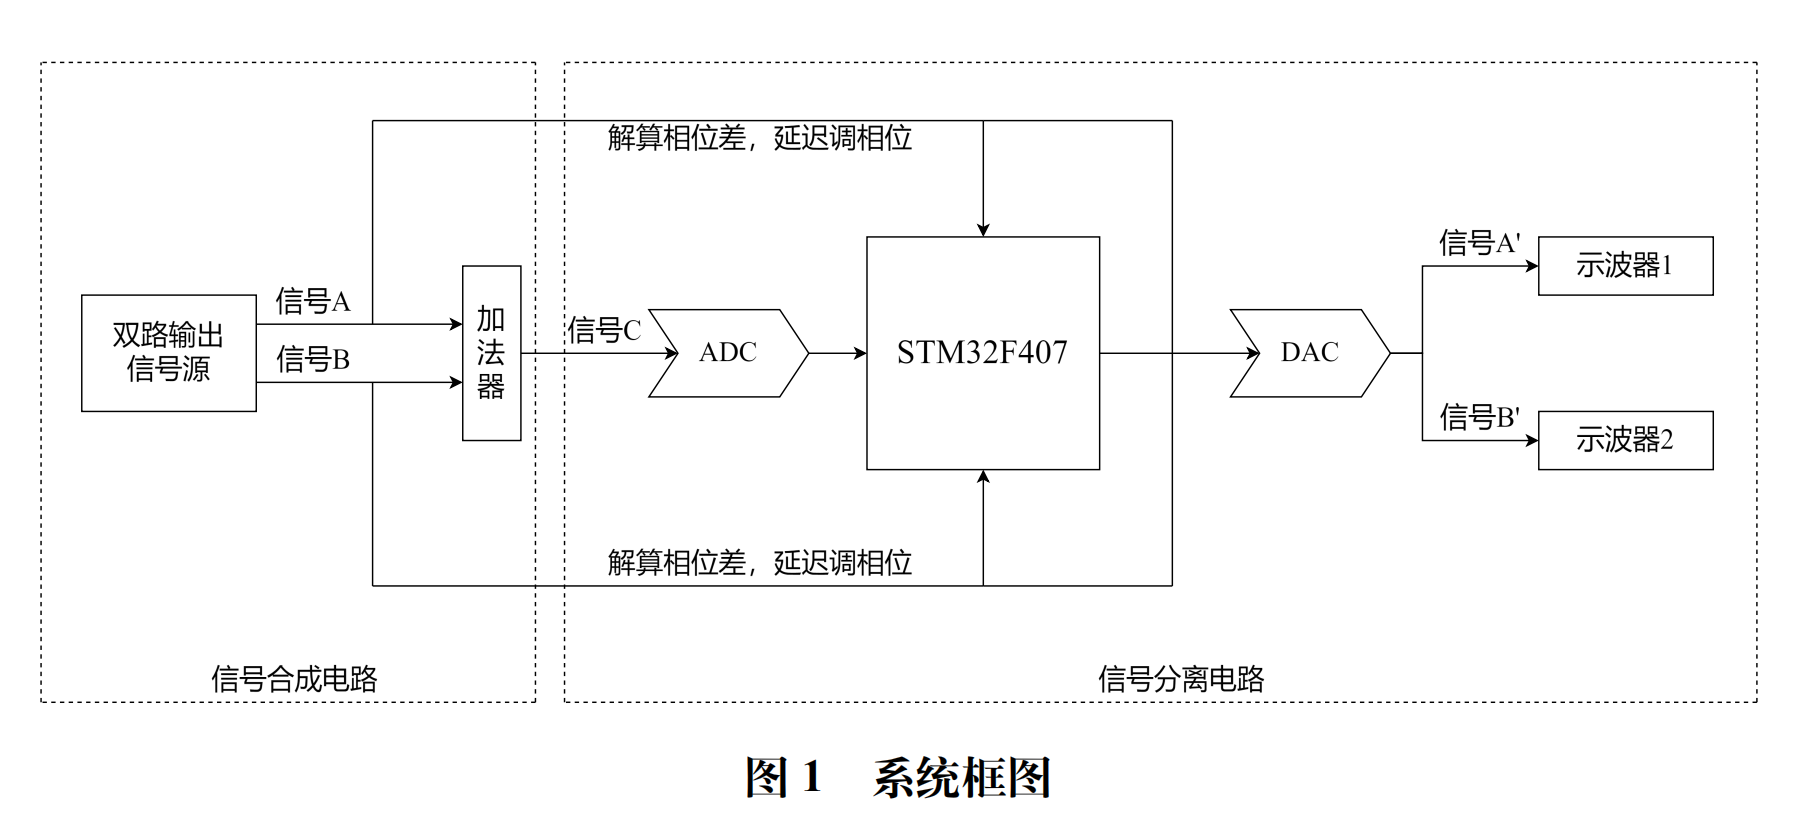 解算相位差，延迟调相位
双路输出
信号源
信号A
信号B
加
法
器
信号C
ADC
STM32F407
DAC
信号A'
示波器1
信号B'
示波器2
解算相位差，延迟调相位
信号合成电路
信号分离电路
图 1 系统框图